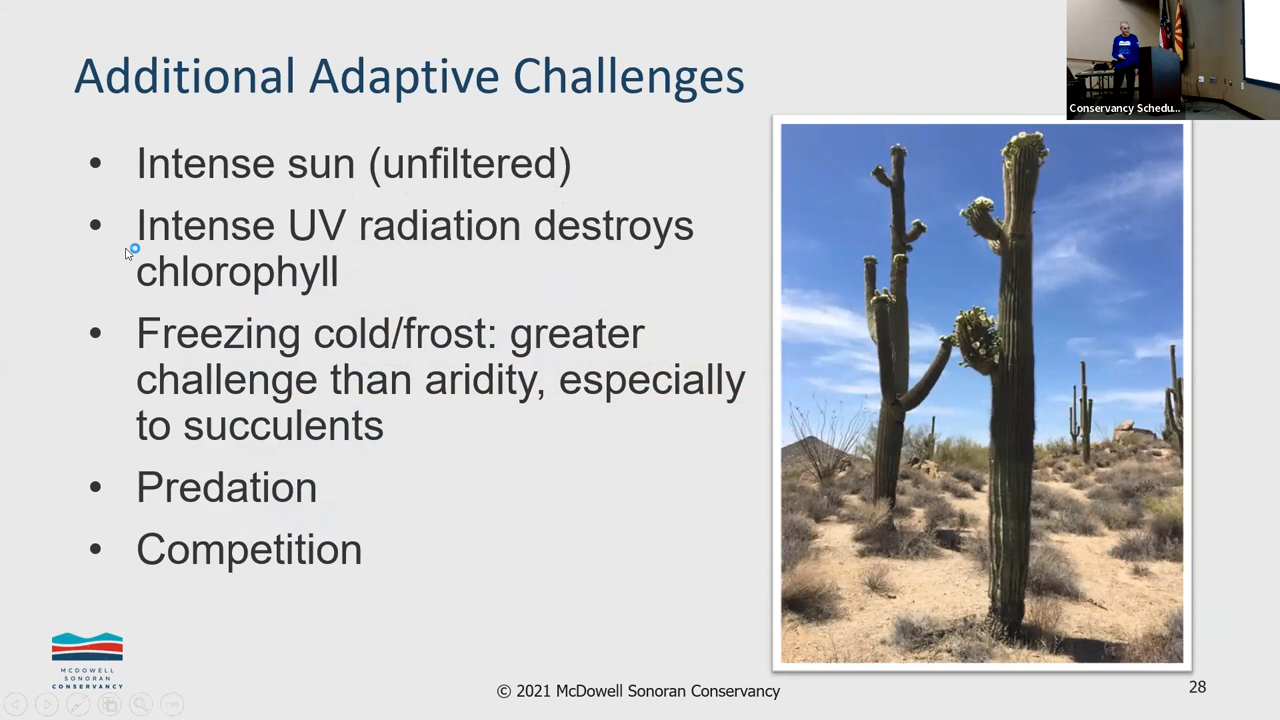 Additional Adaptive Challenges
Conservancy Schedu...
• Intense sun (unfiltered)
• Intense UV radiation destroys
chlorophyll
• Freezing cold/frost: greater
challenge than aridity, especially
to succulents
• Predation
• Competition
MCDOWELL
SONORAN
CONSERVANCY
© 2021 McDowell Sonoran Conservancy
28